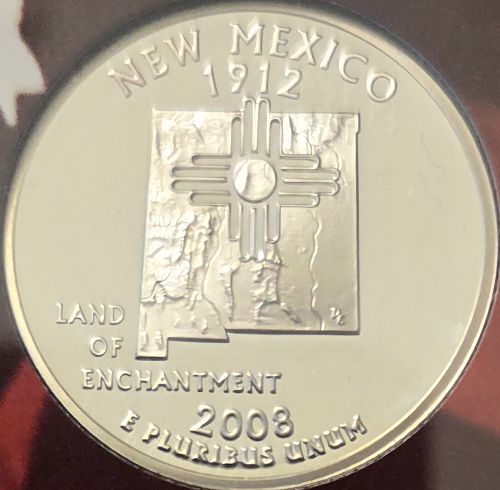 NEW MEXICO
1912
LAND
OF
ENCHANTMENT
2008
E PLURIBUS UNUM